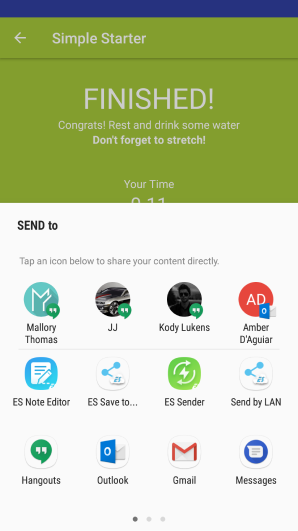 Simple Starter
FINISHED!
Congrats! Rest and drink some water
Don't forget to stretch!
Your Time
SEND to
Tap an icon below to share your content directly.
Mallory
Thomas
JJ
Kody Lukens
AD
Amber
D'Aguiar
ES Note Editor
ES Save to...
ES Sender
Send by LAN
Hangouts
Outlook
Gmail
Messages